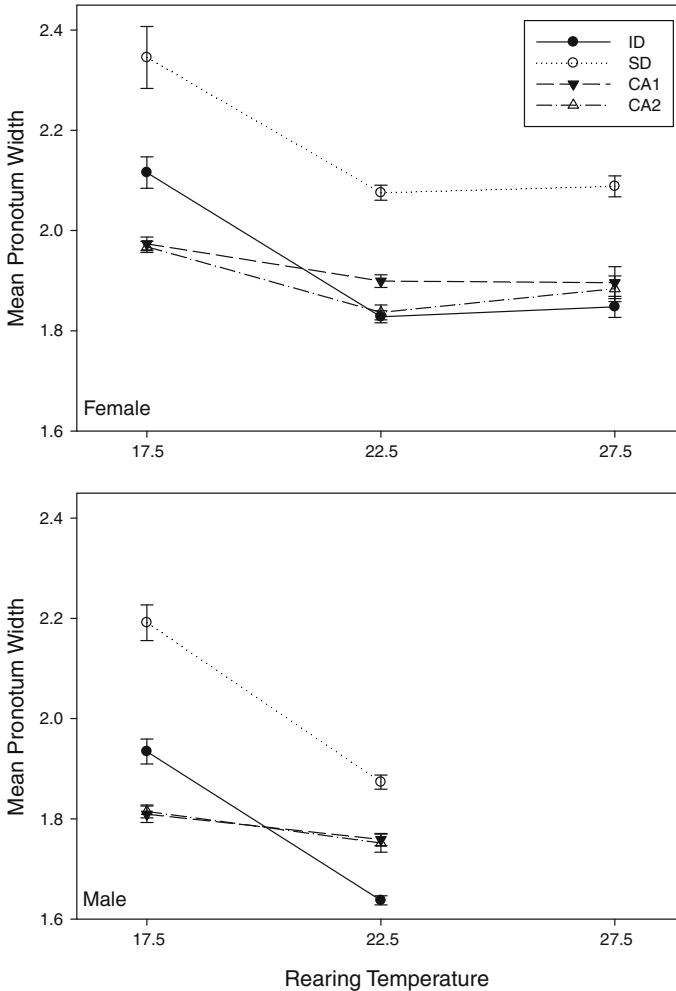 2.4
2.2
2.0
1.8
1.6
Mean Pronotum Width
ID
SD
CA1
CA2
Female
17.5
22.5
27.5
2.4
2.2
2.0
1.8
1.6
Mean Pronotum Width
Male
17.5
22.5
27.5
Rearing Temperature